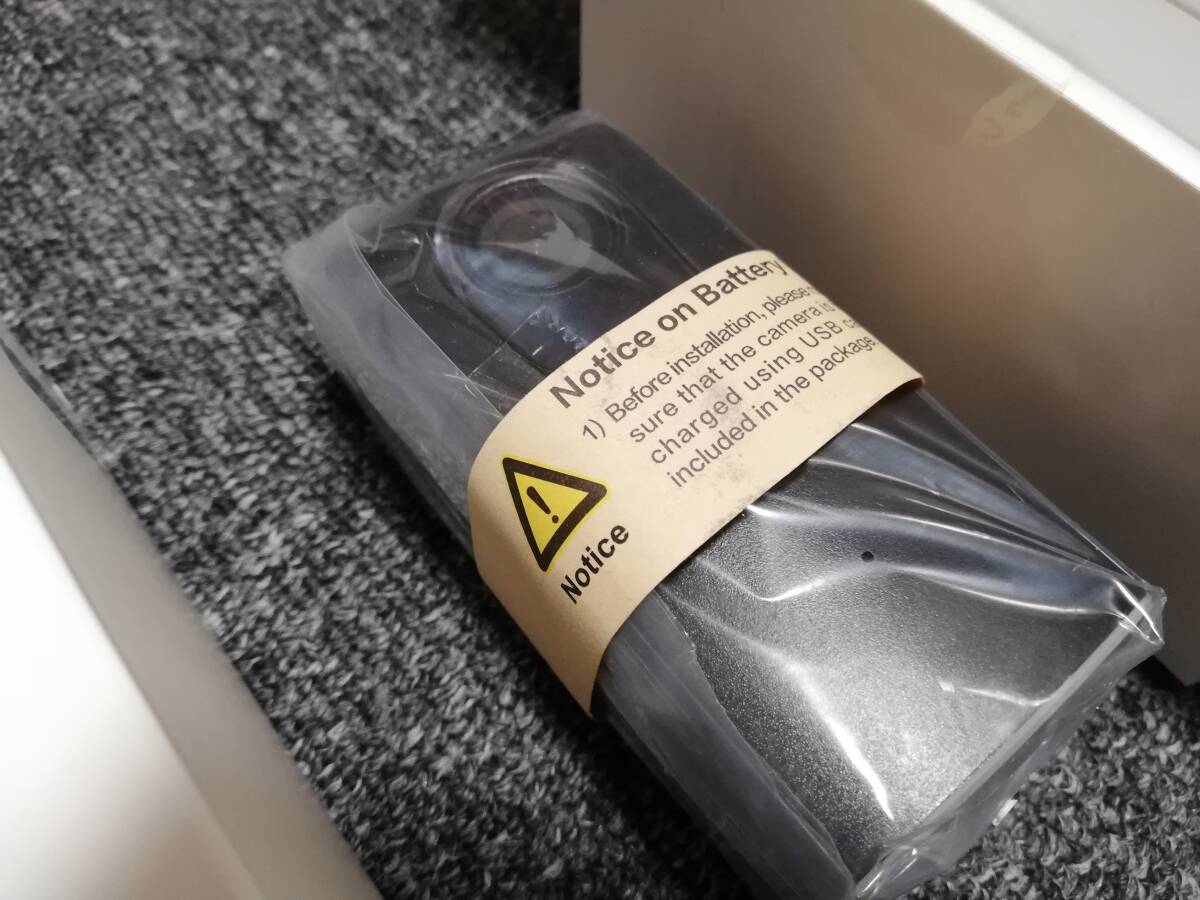 Notice on Battery
1) Before installation, please
sure that the camera is
charged using USB
included in the package
Notice